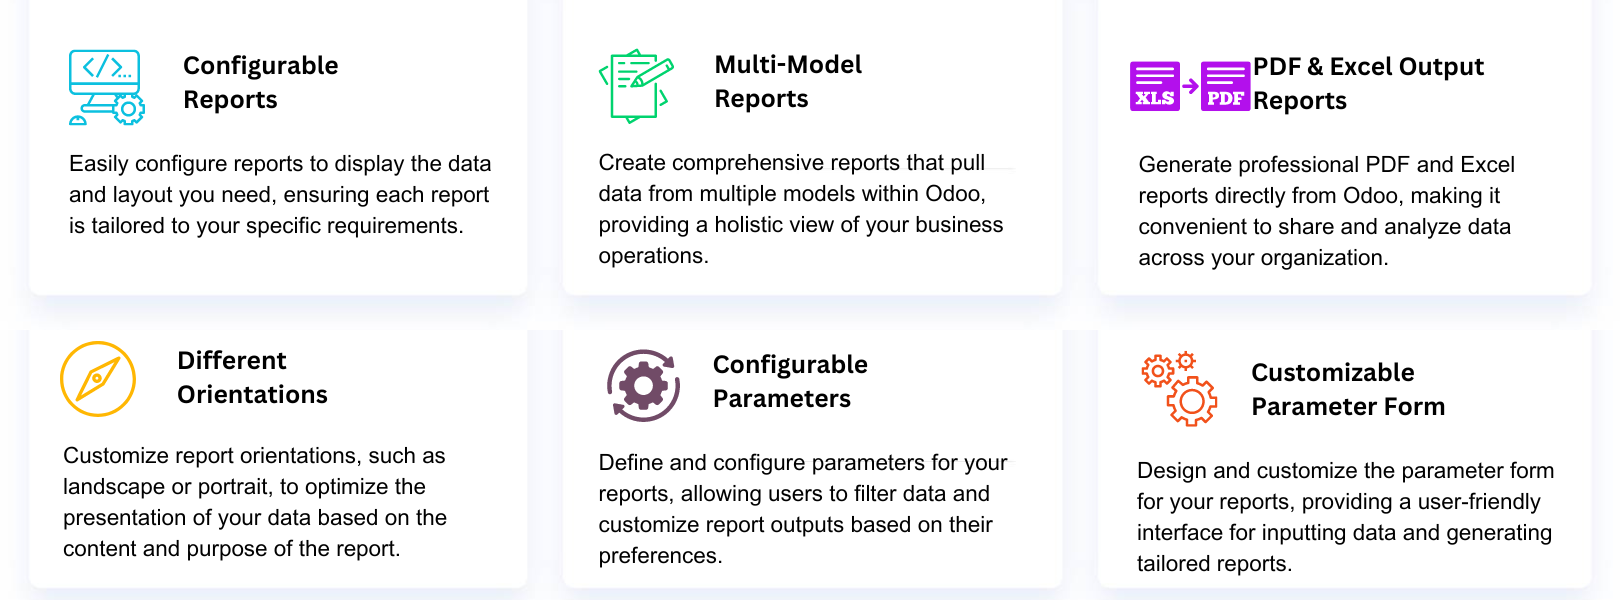 Configurable
Reports
Easily configure reports to display the data
and layout you need, ensuring each report
is tailored to your specific requirements.
Multi-Model
Reports
Create comprehensive reports that pull
data from multiple models within Odoo,
providing a holistic view of your business
operations.
XLS
PDF
PDF & Excel Output
Reports
Generate professional PDF and Excel
reports directly from Odoo, making it
convenient to share and analyze data
across your organization.
Different
Orientations
Customize report orientations, such as
landscape or portrait, to optimize the
presentation of your data based on the
content and purpose of the report.
Configurable
Parameters
Define and configure parameters for your
reports, allowing users to filter data and
customize report outputs based on their
preferences.
Customizable
Parameter Form
Design and customize the parameter form
for your reports, providing a user-friendly
interface for inputting data and generating
tailored reports.